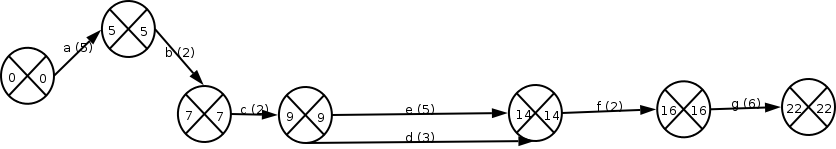 0 0
a (5)
5 5
b (2)
7 7
c (2)
9 9
e (5)
d (3)
14 14
f (2)
16 16
g (6)
22 22